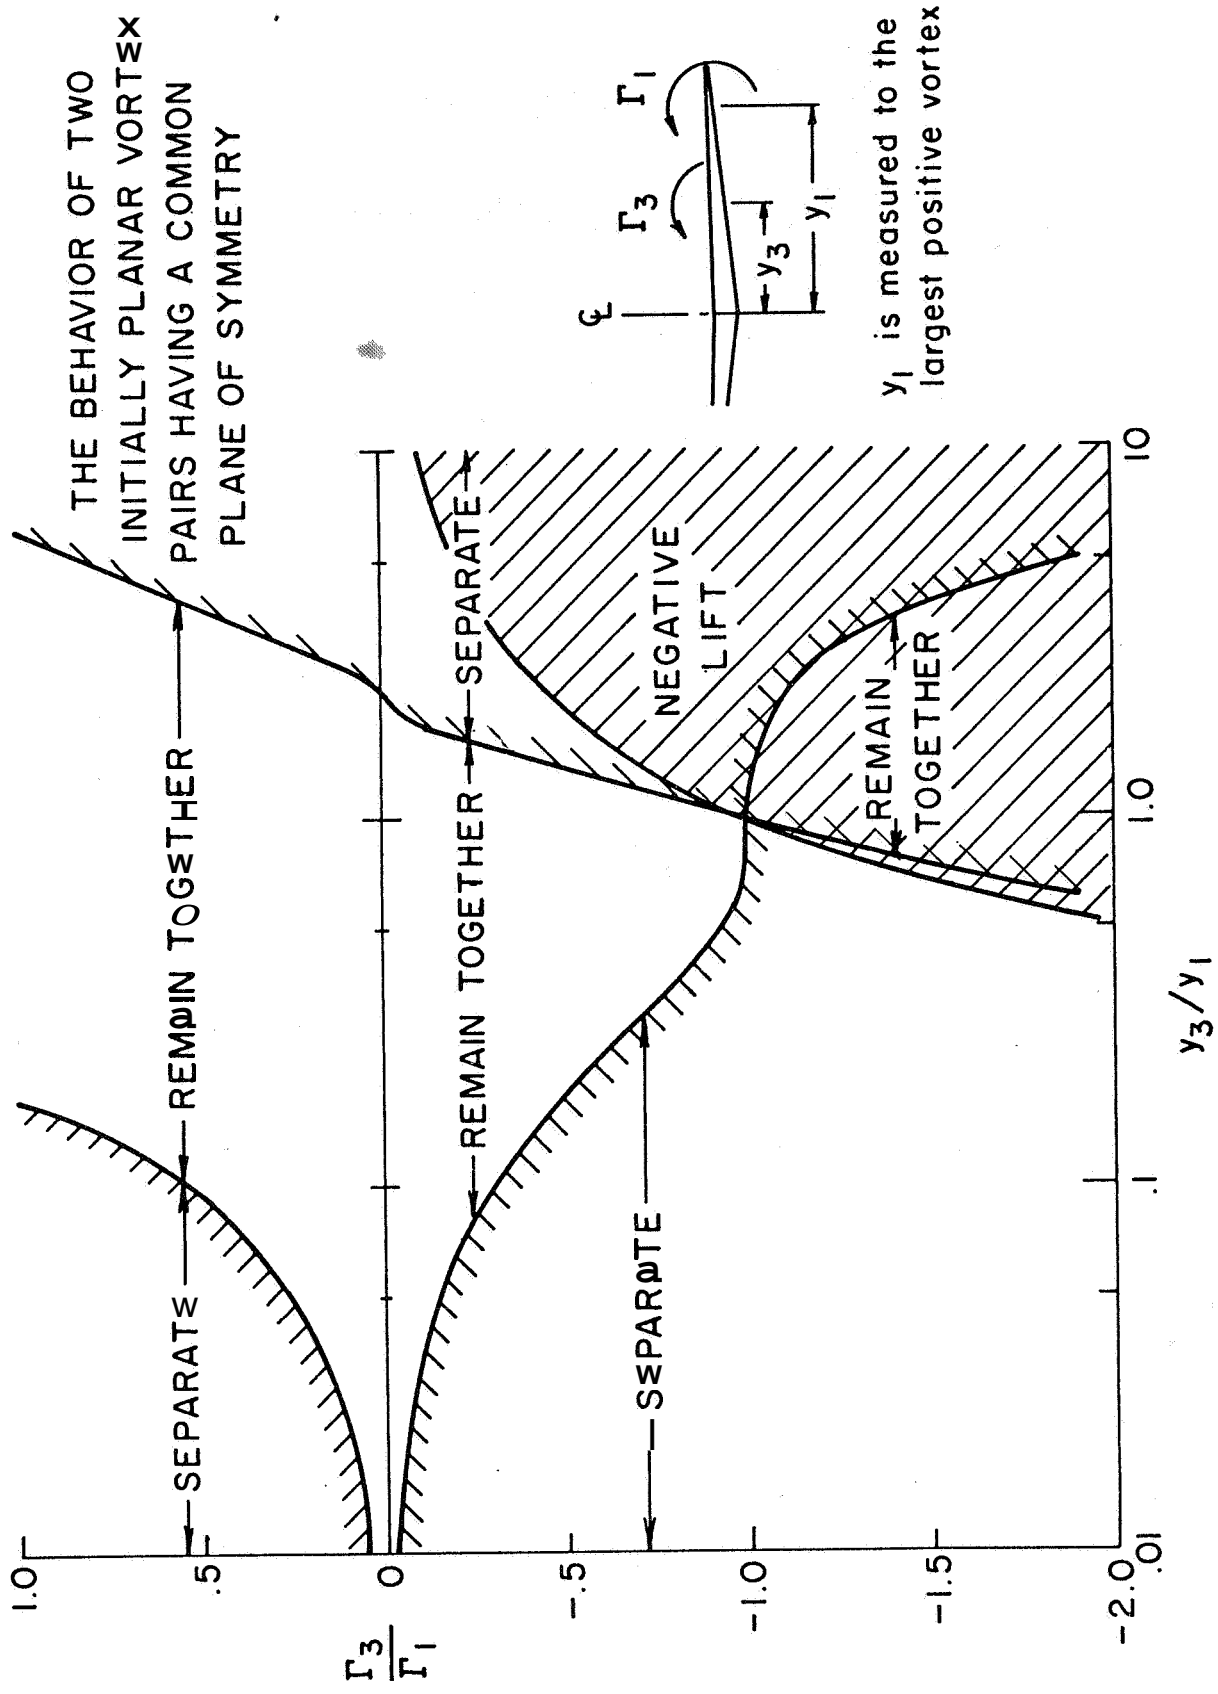 THE BEHAVIOR OF TWO
INITIALLY PLANAR VORTEX
PAIRS HAVING A COMMON
PLANE OF SYMMETRY
1.0
.5
0
-.5
-1.0
-1.5
-2.0
Γ3
Γ1
SEPARATE
REMAIN TOGETHER
REMAIN TOGETHER
SEPARATE
SEPARATE
NEGATIVE
LIFT
REMAIN
TOGETHER
.01
.1
1.0
10
y3/y1
℄
Γ3
Γ1
y3
y1
y1 is measured to the
largest positive vortex